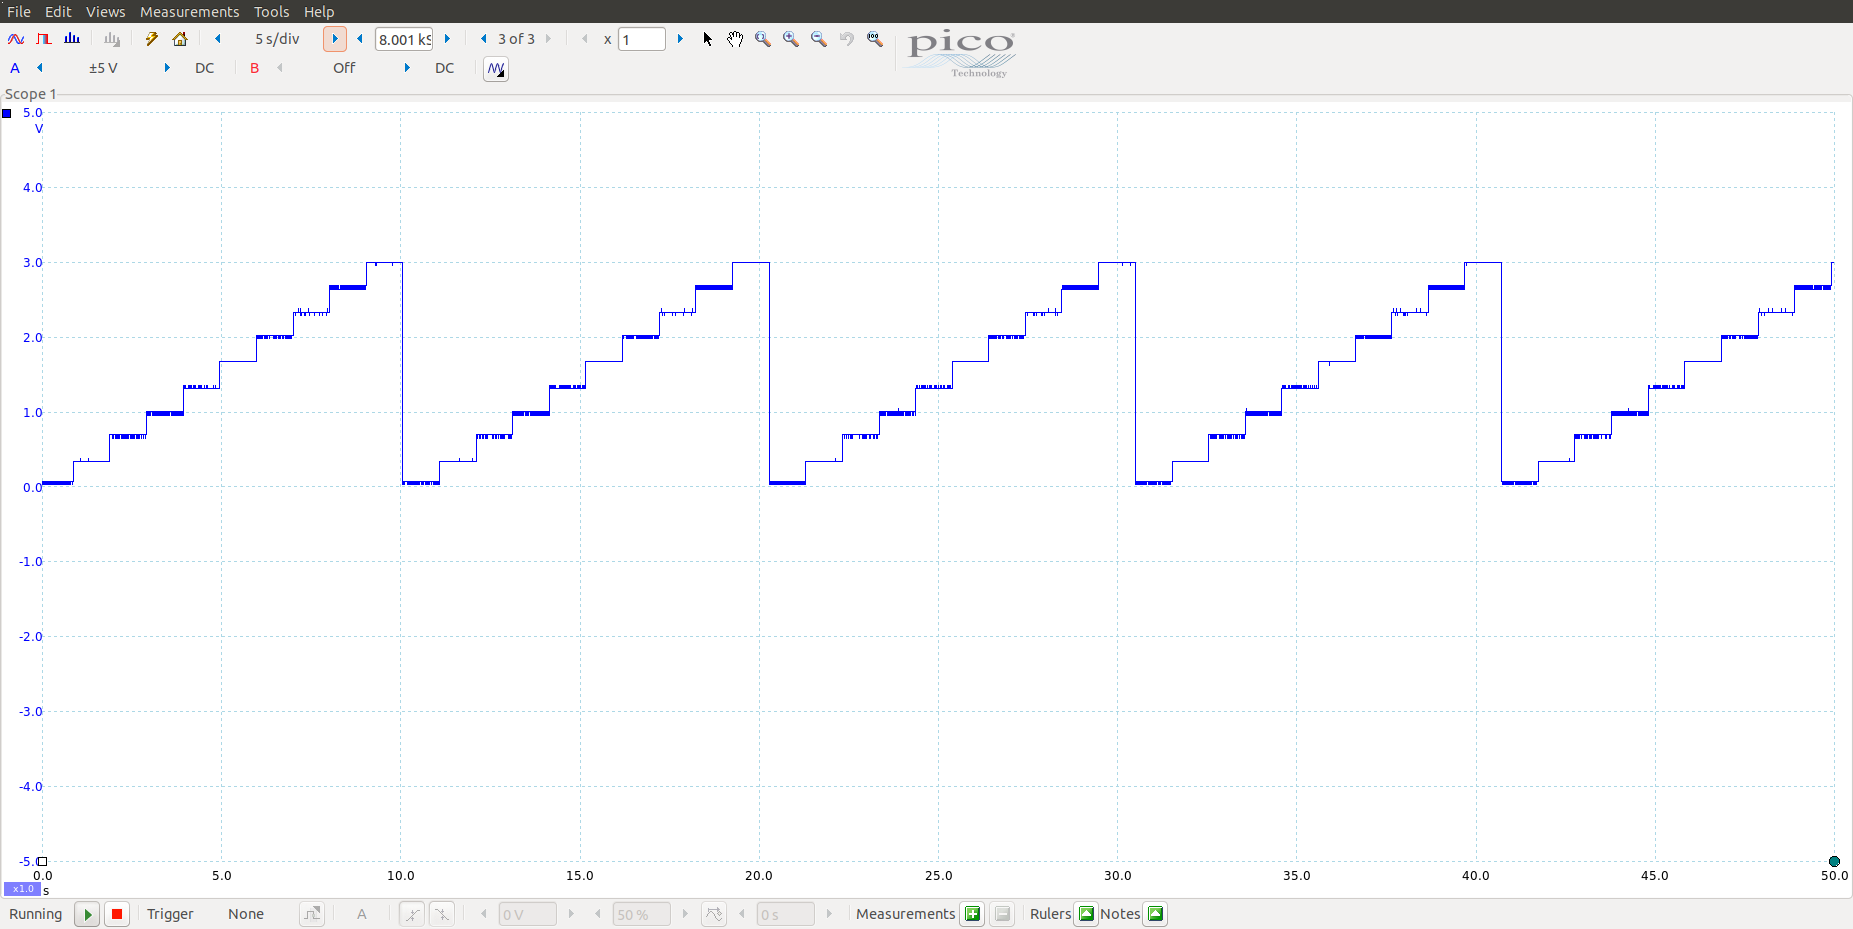 File Edit Views Measurements Tools Help
5 s/div 8.001 kS 3 of 3 x 1
pico
Technology
A ±5 V DC B Off DC
Scope 1
5.0
V
4.0
3.0
2.0
1.0
0.0
-1.0
-2.0
-3.0
-4.0
-5.0
0.0 5.0 10.0 15.0 20.0 25.0 30.0 35.0 40.0 45.0 50.0
x1.0 s
Running Trigger None A 0 V 50 % 0 s Measurements Rulers Notes